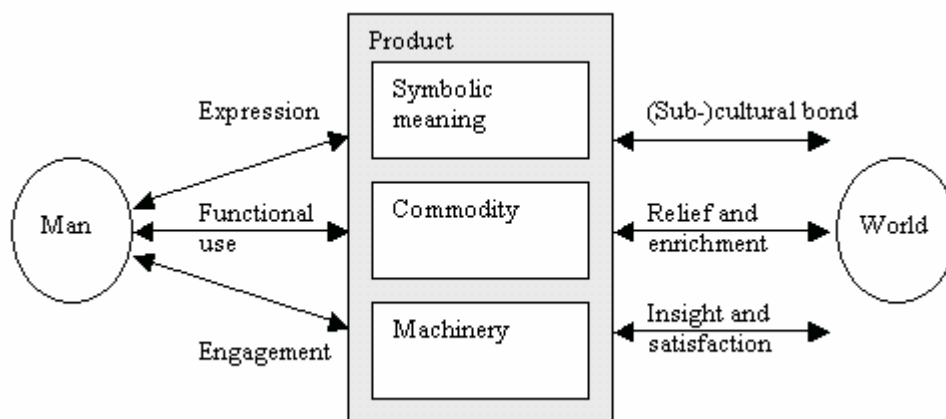 Product
Symbolic
meaning
Expression
(Sub-)cultural bond
Man
Functional
use
Commodity
Relief and
enrichment
World
Machinery
Engagement
Insight and
satisfaction